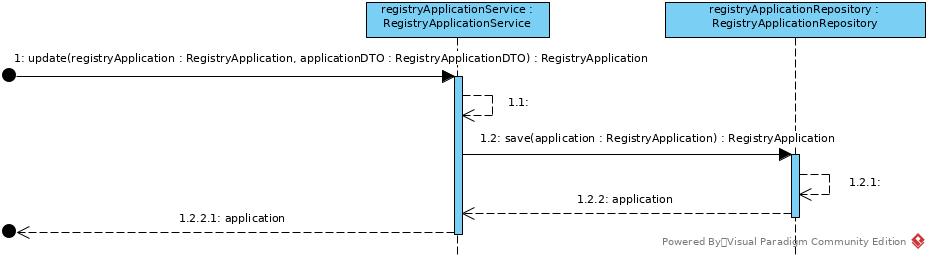 registryApplicationService :
RegistryApplicationService
registryApplicationRepository :
RegistryApplicationRepository
1: update(registryApplication : RegistryApplication, applicationDTO : RegistryApplicationDTO) : RegistryApplication
1.1:
1.2: save(application : RegistryApplication) : RegistryApplication
1.2.1:
1.2.2: application
1.2.2.1: application
Powered By Visual Paradigm Community Edition